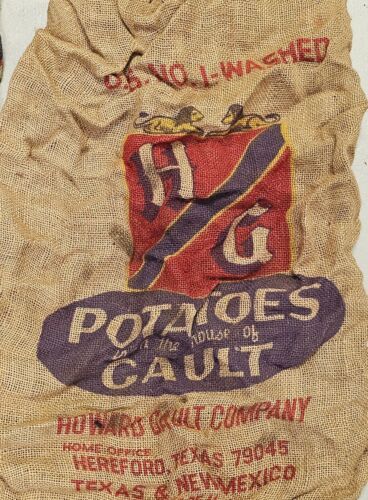 U.S. NO. 1-WASHED
H
G
POTATOES
from the house of
GAULT
HOWARD GAULT COMPANY
HOME OFFICE
HEREFORD, TEXAS 79045
TEXAS & NEW MEXICO